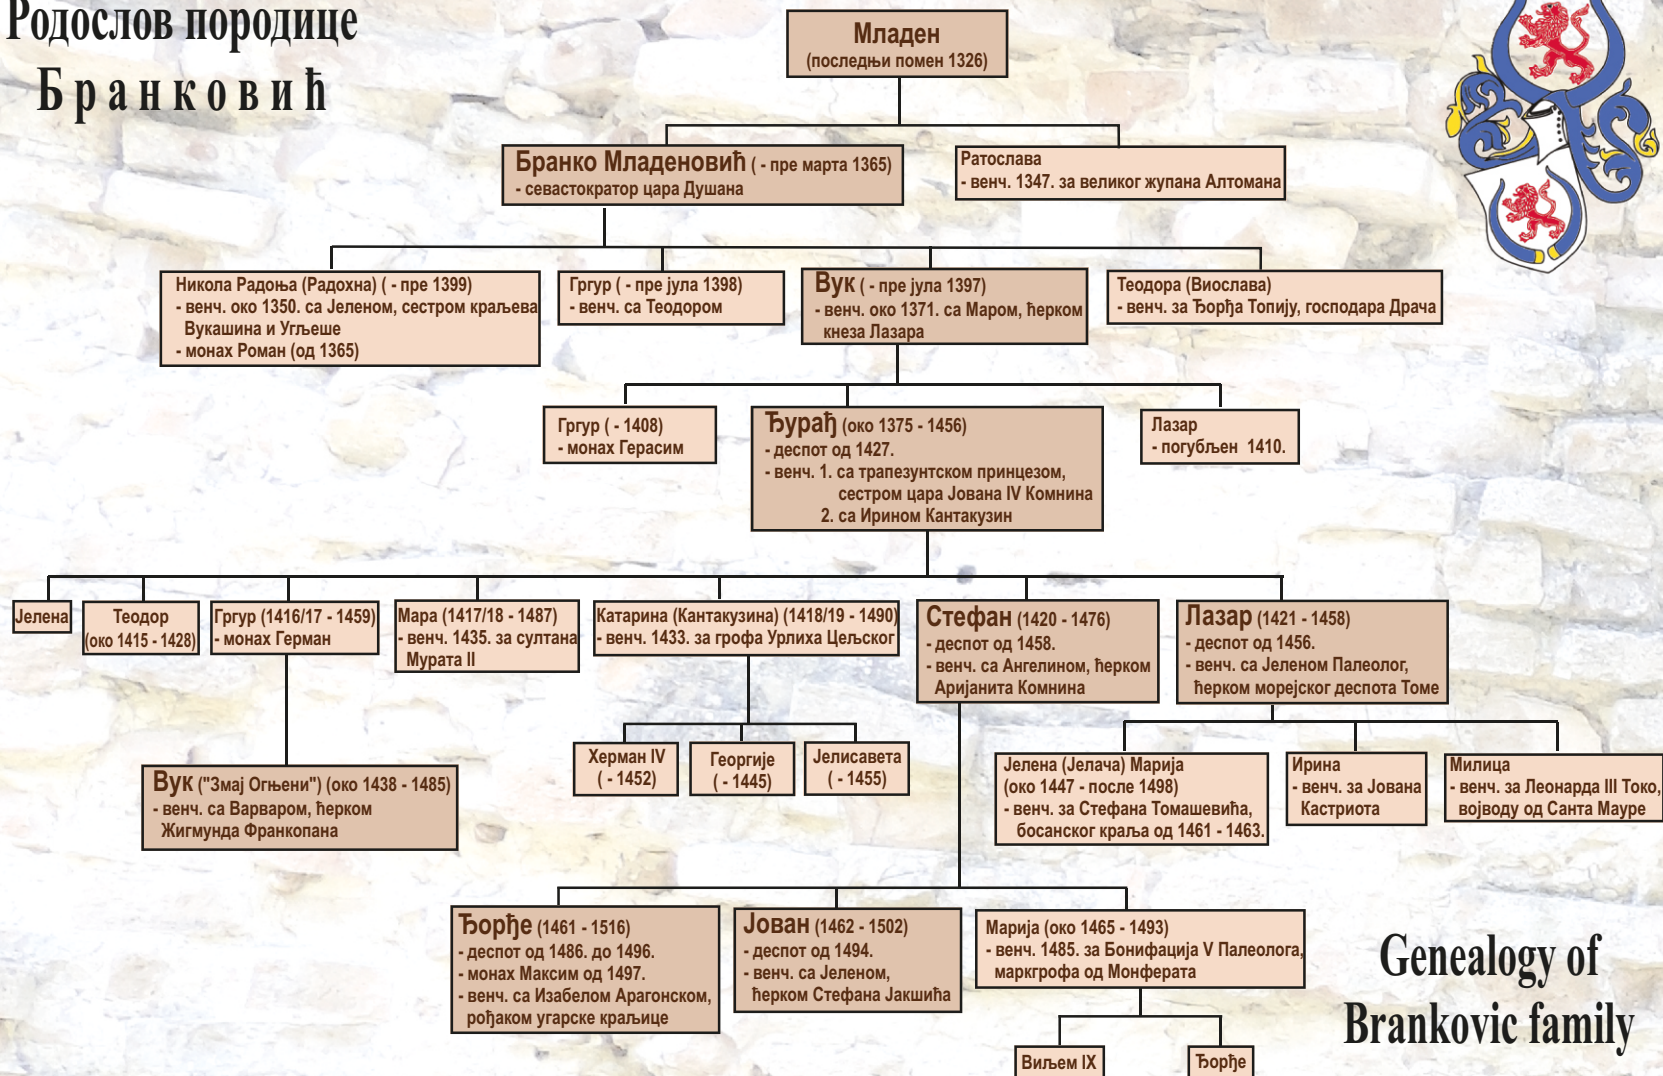 Родослов породице
Бранковић
Младен
(последњи помен 1326)
Бранко Младеновић ( - пре марта 1365)
- севастократор цара Душана
Ратослава
- венч. 1347. за великог жупана Алтомана
Никола Радоња (Радохна) ( - пре 1399)
- венч. око 1350. са Јеленом, сестром краљева
Вукашина и Угљеше
- монах Роман (од 1365)
Гргур ( - пре јула 1398)
- венч. са Теодором
Вук ( - пре јула 1397)
- венч. око 1371. са Маром, ћерком
кнеза Лазара
Теодора (Виослава)
- венч. за Ђорђа Топију, господара Драча
Гргур ( - 1408)
- монах Герасим
Ђурађ (око 1375 - 1456)
- деспот од 1427.
- венч. 1. са трапезунтском принцезом,
сестром цара Јована IV Комнина
2. са Ирином Кантакузин
Лазар
- погубљен 1410.
Јелена
Теодор
(око 1415 - 1428)
Гргур (1416/17 - 1459)
- монах Герман
Мара (1417/18 - 1487)
- венч. 1435. за султана
Мурата II
Катарина (Кантакузина) (1418/19 - 1490)
- венч. 1433. за грофа Урлиха Цељског
Стефан (1420 - 1476)
- деспот од 1458.
- венч. са Ангелином, ћерком
Аријанита Комнина
Лазар (1421 - 1458)
- деспот од 1456.
- венч. са Јеленом Палеолог,
ћерком морејског деспота Томе
Вук ("Змај Огњени") (око 1438 - 1485)
- венч. са Варваром, ћерком
Жигмунда Франкопана
Херман IV
( - 1452)
Георгије
( - 1445)
Јелисавета
( - 1455)
Јелена (Јелача) Марија
(око 1447 - после 1498)
- венч. за Стефана Томашевића,
босанског краља од 1461 - 1463.
Ирина
- венч. за Јована
Кастриота
Милица
- венч. за Леонарда III Токо,
војводу од Санта Мауре
Ђорђе (1461 - 1516)
- деспот од 1486. до 1496.
- монах Максим од 1497.
- венч. са Изабелом Арагонском,
рођаком угарске краљице
Јован (1462 - 1502)
- деспот од 1494.
- венч. са Јеленом,
ћерком Стефана Јакшића
Марија (око 1465 - 1493)
- венч. 1485. за Бонифација V Палеолога,
маркгрофа од Монферата
Виљем IX
Ђорђе
Genealogy of
Brankovic family